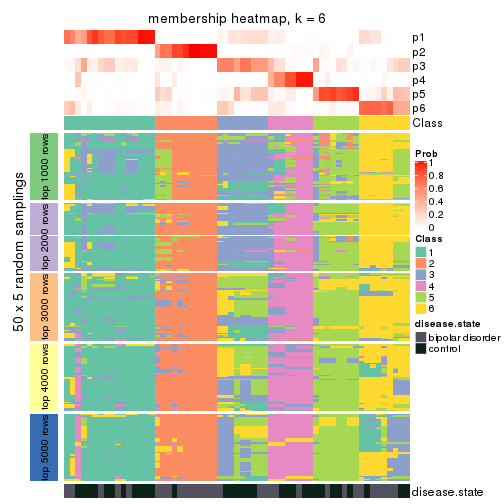 membership heatmap, k = 6
p1
p2
p3
p4
p5
p6
Class
50 x 5 random samplings
top 1000 rows
top 2000 rows
top 3000 rows
top 4000 rows
top 5000 rows
Prob
1
0.8
0.6
0.4
0.2
0
Class
1
2
3
4
5
6
disease.state
bipolar disorder
control
disease.state